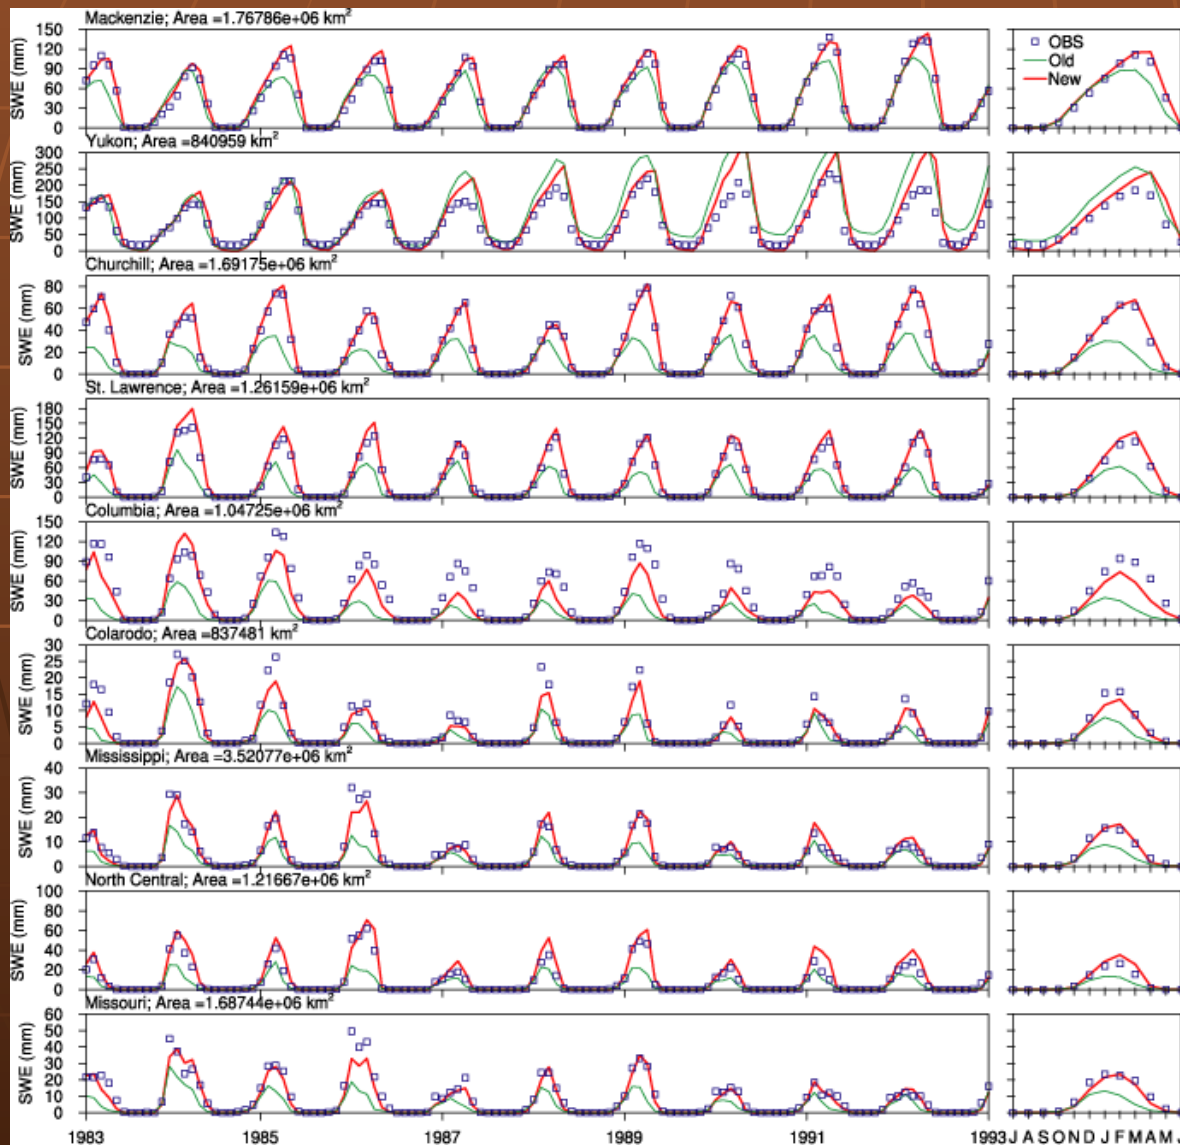 Mackenzie; Area =1.76786e+06 km²
SWE (mm)
150
120
90
60
30
0
OBS
Old
New
Yukon; Area =840959 km²
SWE (mm)
300
250
200
150
100
50
0
Churchill; Area =1.69175e+06 km²
SWE (mm)
80
60
40
20
0
St. Lawrence; Area =1.26159e+06 km²
SWE (mm)
180
150
120
90
60
30
0
Columbia; Area =1.04725e+06 km²
SWE (mm)
150
120
90
60
30
0
Colarodo; Area =837481 km²
SWE (mm)
30
25
20
15
10
5
0
Mississippi; Area =3.52077e+06 km²
SWE (mm)
40
30
20
10
0
North Central; Area =1.21667e+06 km²
SWE (mm)
100
80
60
40
20
0
Missouri; Area =1.68744e+06 km²
SWE (mm)
60
50
40
30
20
10
0
1983 1985 1987 1989 1991 1993 J A S O N D J F M A M J